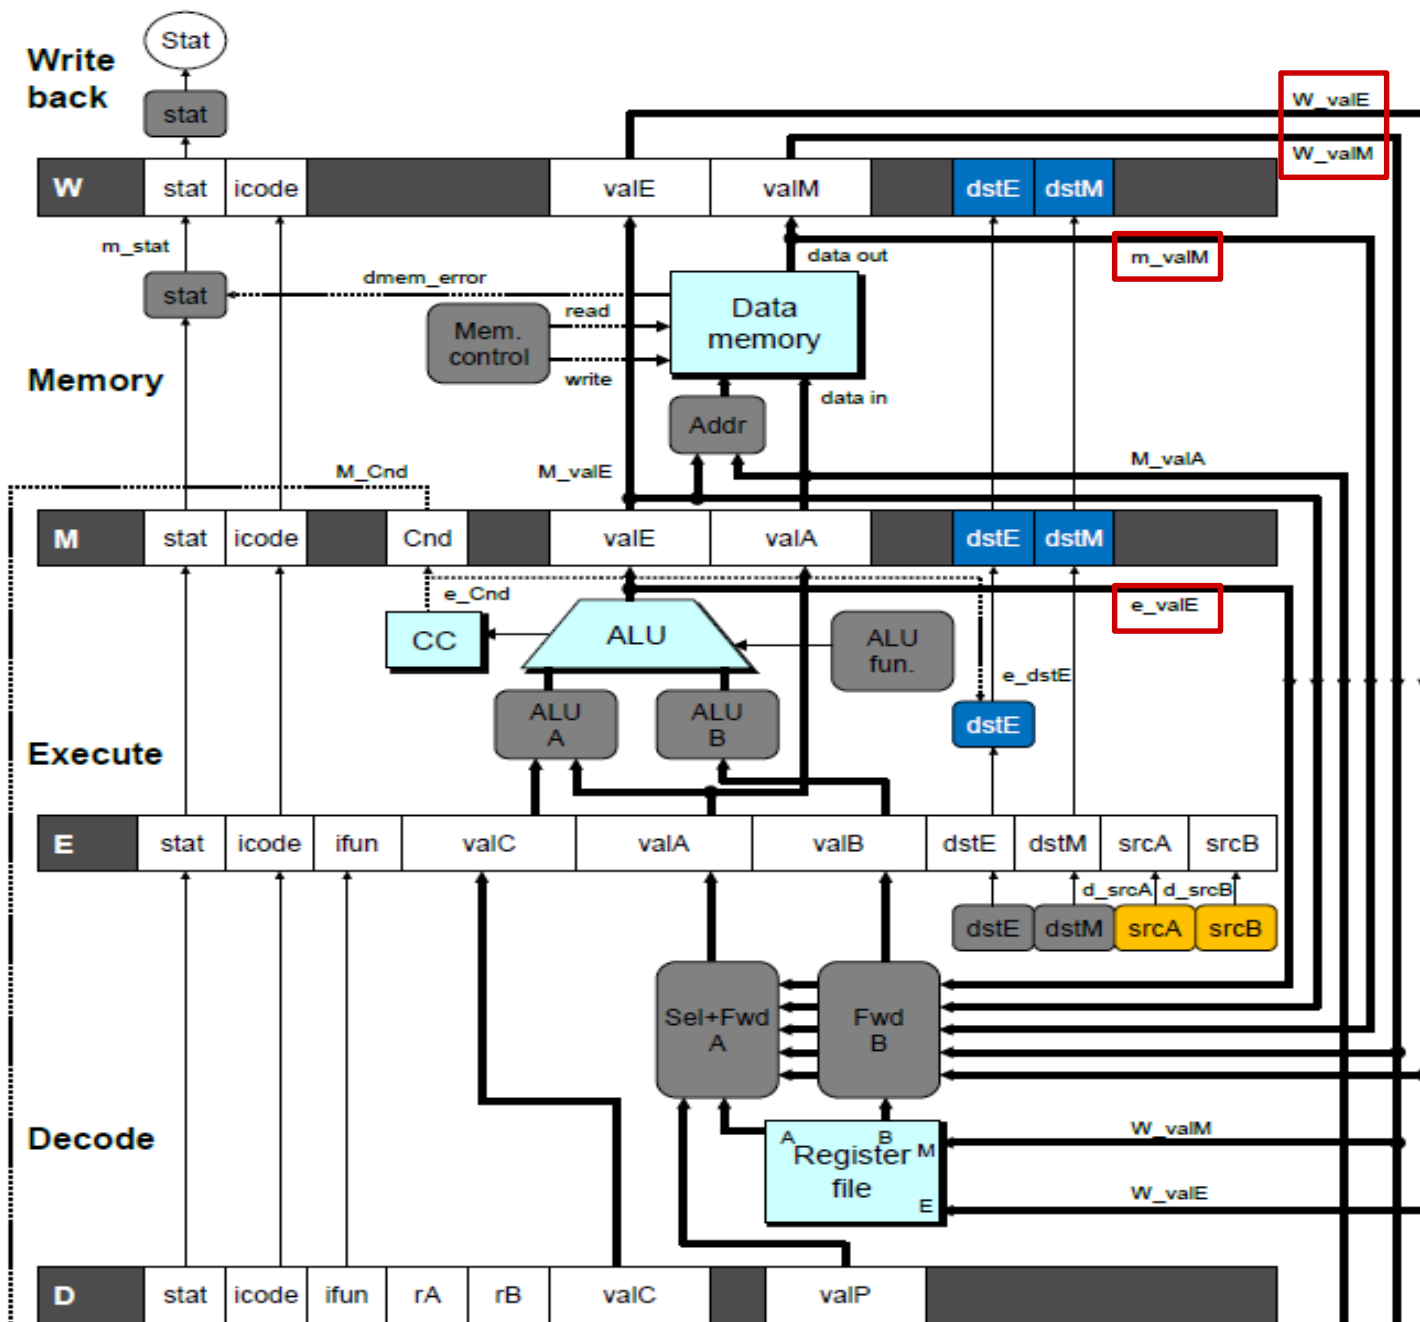 Stat
Write
back
stat
W_valE
W_valM
W stat icode valE valM dstE dstM
m_stat
data out
m_valM
dmem_error
stat
read
Mem.
control
Data
memory
write
Memory
data in
Addr
M_Cnd
M_valE
M_valA
M stat icode Cnd valE valA dstE dstM
e_Cnd
e_valE
CC
ALU
ALU
fun.
e_dstE
ALU
A
ALU
B
dstE
Execute
E stat icode ifun valC valA valB dstE dstM srcA srcB
d_srcA d_srcB
dstE dstM srcA srcB
Sel+Fwd
A
Fwd
B
Decode
W_valM
A B
Register M
file
E
W_valE
D stat icode ifun rA rB valC valP